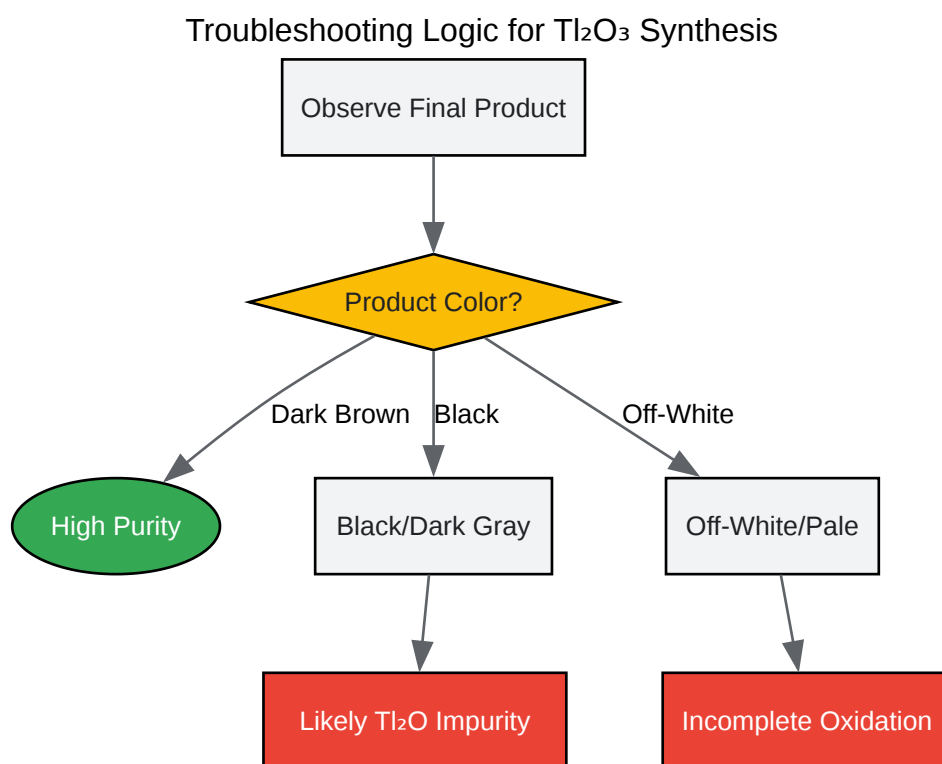 Troubleshooting Logic for Tl₂O₃ Synthesis
Observe Final Product
Product Color?
Dark Brown
Black
Off-White
High Purity
Black/Dark Gray
Off-White/Pale
Likely Tl₂O Impurity
Incomplete Oxidation